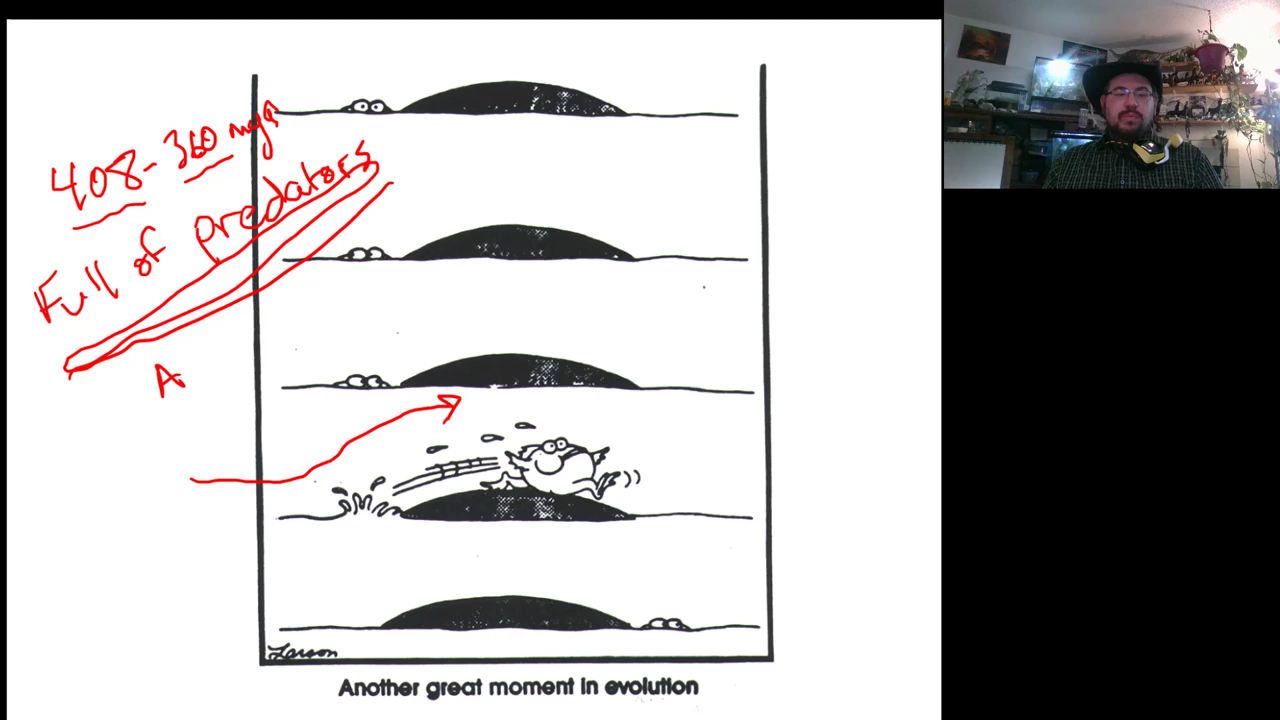 408-360 mya
Full of predators
A
Larson
Another great moment in evolution